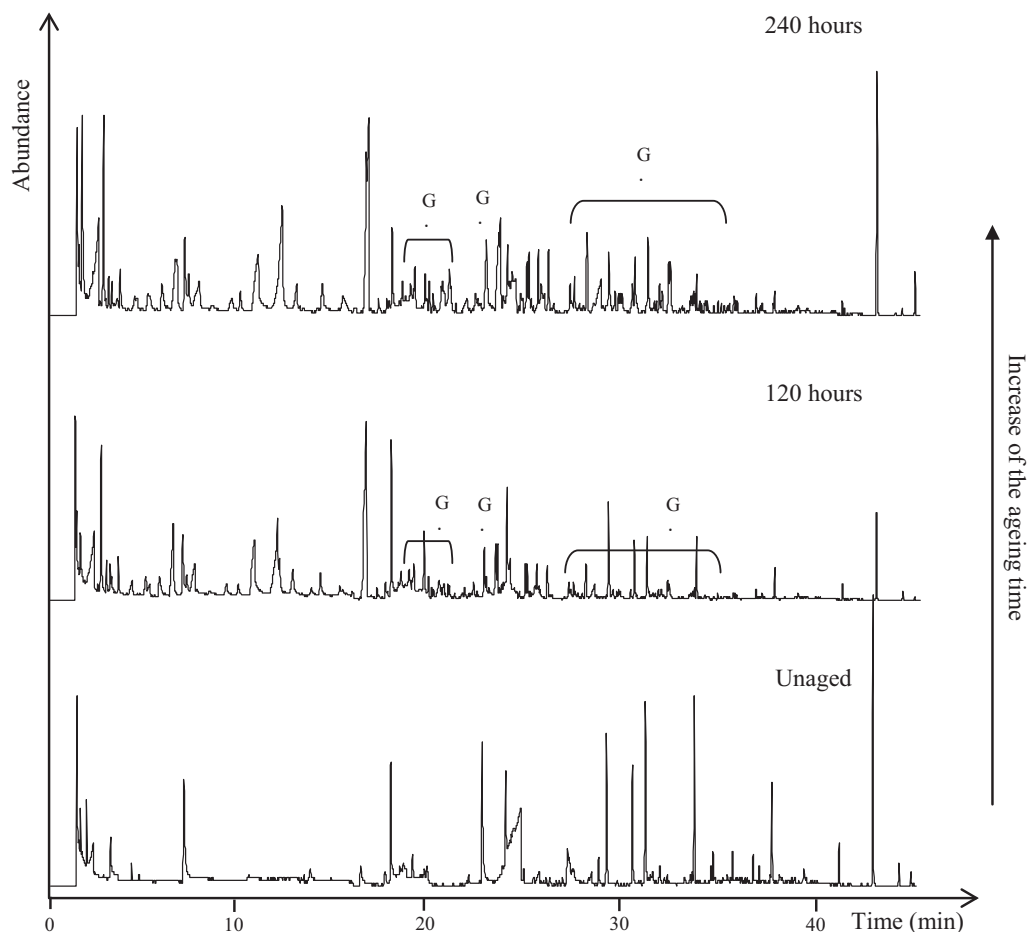 240 hours
Abundance
G
G
G
120 hours
G
G
G
Increase of the ageing time
Unaged
0
10
20
30
40
Time (min)